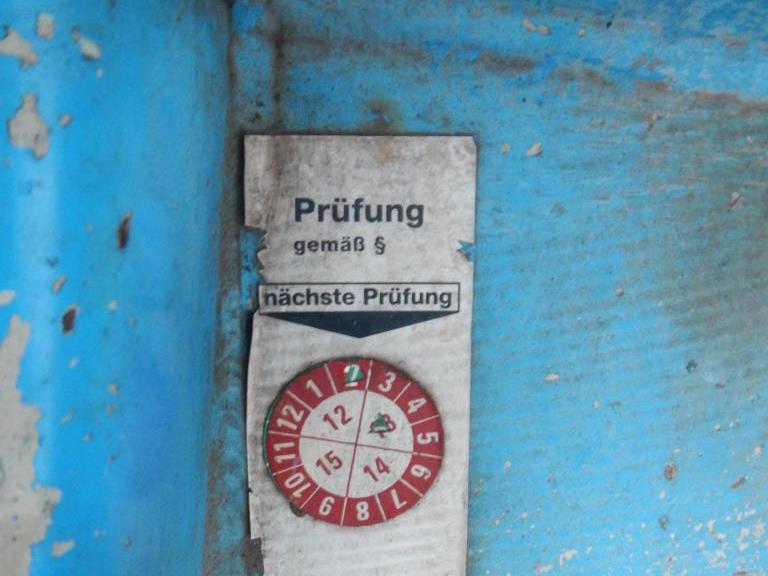 Prüfung
gemäß §
nächste Prüfung
1 2 3 4 5 6 7 8 9 10 11 12
12 13 14 15